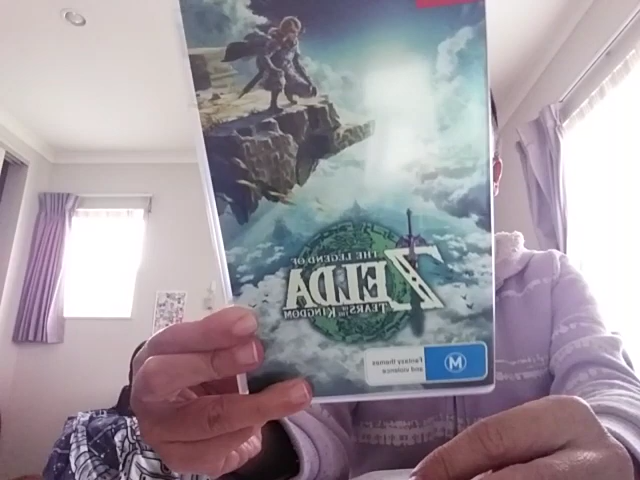 THE LEGEND OF
ZELDA
TEARS OF THE KINGDOM
M
Fantasy themes
and violence